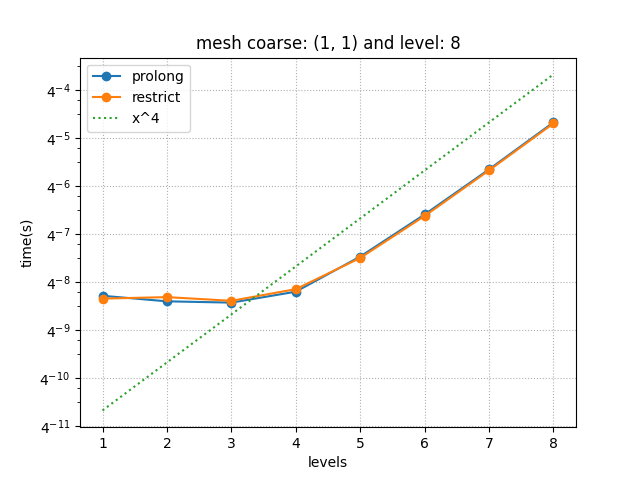 mesh coarse: (1, 1) and level: 8
prolong
restrict
x^4
time(s)
4⁻⁴
4⁻⁵
4⁻⁶
4⁻⁷
4⁻⁸
4⁻⁹
4⁻¹⁰
4⁻¹¹
1 2 3 4 5 6 7 8
levels